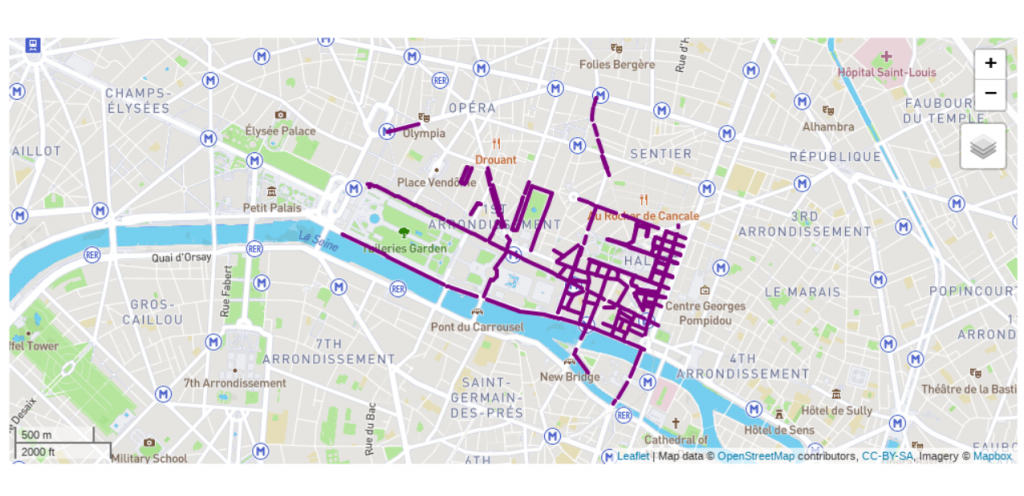 Folies Bergère
Rue d'H
Hôpital Saint-Louis
+
−
CHAMPS-
ÉLYSÉES
OPÉRA
FAUBOUR
DU TEMPLE
Élysée Palace
Olympia
Alhambra
AILLOT
Drouant
SENTIER
RÉPUBLIQUE
Place Vendôme
Petit Palais
1ST
ARRONDISSEMENT
Au Rocher de Cancale
3RD
ARRONDISSEMENT
La Seine
Tuileries Garden
Quai d'Orsay
HAL
RER
M
Rue Fabert
GROS-
CAILLOU
Centre Georges
Pompidou
LE MARAIS
POPINCOURT
Pont du Carrousel
1
ARROND
ffel Tower
7TH
ARRONDISSEMENT
4TH
ARRONDISSEMENT
7th Arrondissement
New Bridge
SAINT-
GERMAIN-
DES-PRÉS
Théâtre de la Basti
Desaix
Rue du Bac
Hôtel de Sully
Hôtel de Sens
500 m
2000 ft
Military School
6TH
Cathedral of
FAUBO
Leaflet | Map data © OpenStreetMap contributors, CC-BY-SA, Imagery © Mapbox